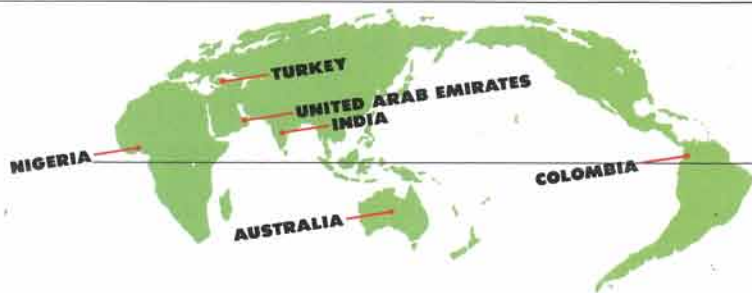 TURKEY
UNITED ARAB EMIRATES
INDIA
NIGERIA
COLOMBIA
AUSTRALIA